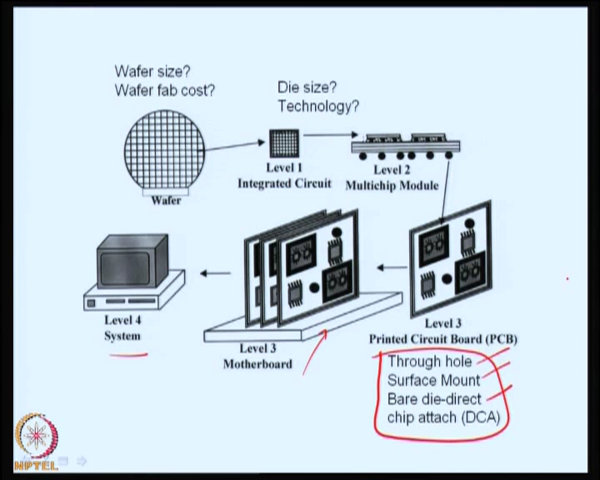 Wafer size?
Wafer fab cost?
Die size?
Technology?
Wafer
Level 1
Integrated Circuit
Level 2
Multichip Module
Level 4
System
Level 3
Motherboard
Level 3
Printed Circuit Board (PCB)
Through hole
Surface Mount
Bare die-direct
chip attach (DCA)
NPTEL